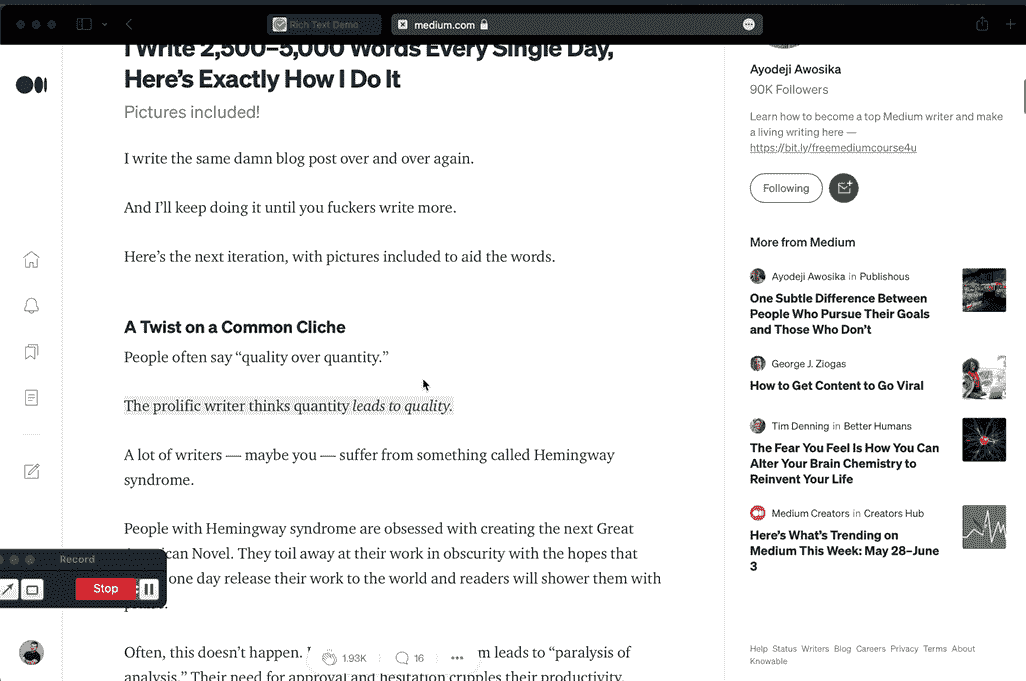 Rich Text Demo
medium.com
I Write 2,500–5,000 Words Every Single Day,
Here's Exactly How I Do It
Pictures included!
I write the same damn blog post over and over again.
And I'll keep doing it until you fuckers write more.
Here's the next iteration, with pictures included to aid the words.
A Twist on a Common Cliche
People often say “quality over quantity.”
The prolific writer thinks quantity leads to quality.
A lot of writers — maybe you — suffer from something called Hemingway
syndrome.
People with Hemingway syndrome are obsessed with creating the next Great
ican Novel. They toil away at their work in obscurity with the hopes that
one day release their work to the world and readers will shower them with
Often, this doesn't happen.
m leads to “paralysis of
analysis.” Their need for approval and hesitation cripples their productivity.
1.93K
16
Record
Stop
Ayodeji Awosika
90K Followers
Learn how to become a top Medium writer and make
a living writing here —
https://bit.ly/freemediumcourse4u
Following
More from Medium
Ayodeji Awosika in Publishous
One Subtle Difference Between
People Who Pursue Their Goals
and Those Who Don't
George J. Ziogas
How to Get Content to Go Viral
Tim Denning in Better Humans
The Fear You Feel Is How You Can
Alter Your Brain Chemistry to
Reinvent Your Life
Medium Creators in Creators Hub
Here's What's Trending on
Medium This Week: May 28–June
3
Help Status Writers Blog Careers Privacy Terms About
Knowable